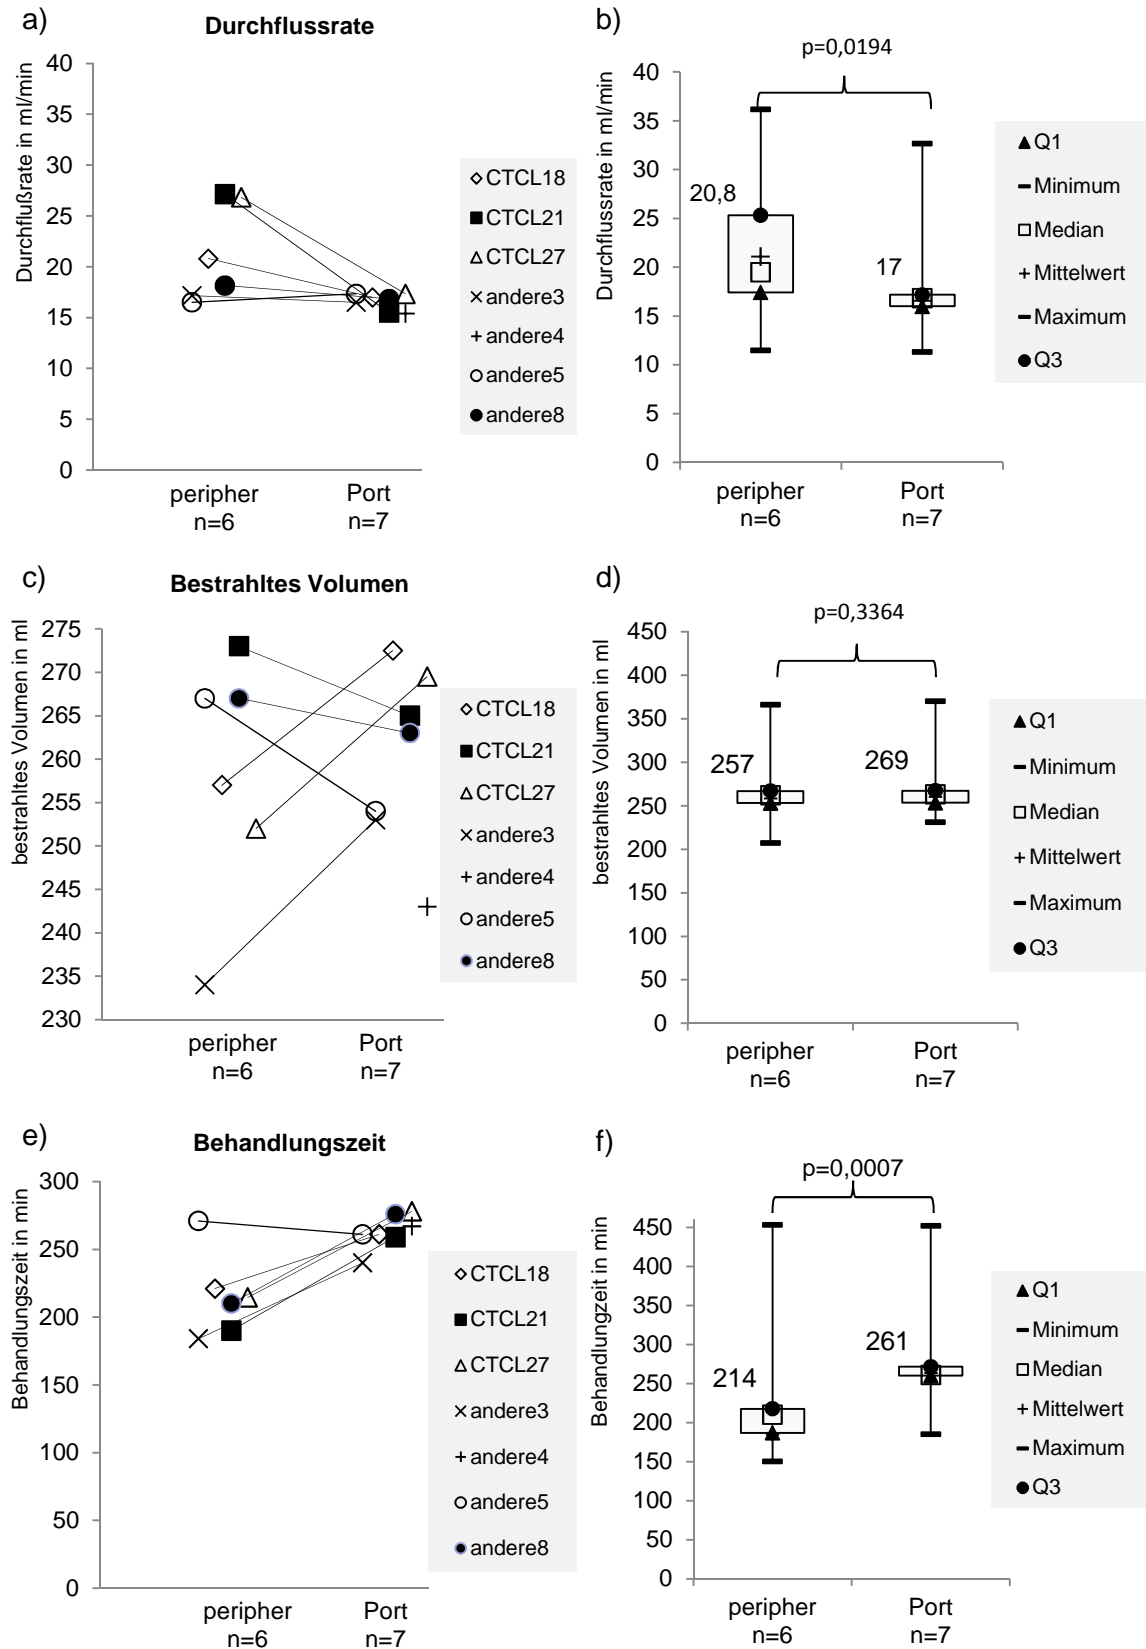 a)
Durchflussrate
Durchflußrate in ml/min
40
35
30
25
20
15
10
5
0
peripher
n=6
Port
n=7
CTCL18
CTCL21
CTCL27
andere3
andere4
andere5
andere8
b)
p=0,0194
Durchflussrate in ml/min
40
35
30
25
20
15
10
5
0
20,8
17
peripher
n=6
Port
n=7
Q1
Minimum
Median
Mittelwert
Maximum
Q3
c)
Bestrahltes Volumen
bestrahltes Volumen in ml
275
270
265
260
255
250
245
240
235
230
peripher
n=6
Port
n=7
CTCL18
CTCL21
CTCL27
andere3
andere4
andere5
andere8
d)
p=0,3364
bestrahltes Volumen in ml
450
400
350
300
250
200
150
100
50
0
257
269
peripher
n=6
Port
n=7
Q1
Minimum
Median
Mittelwert
Maximum
Q3
e)
Behandlungszeit
Behandlungszeit in min
300
250
200
150
100
50
0
peripher
n=6
Port
n=7
CTCL18
CTCL21
CTCL27
andere3
andere4
andere5
andere8
f)
p=0,0007
Behandlungzeit in min
450
400
350
300
250
200
150
100
50
0
214
261
peripher
n=6
Port
n=7
Q1
Minimum
Median
Mittelwert
Maximum
Q3